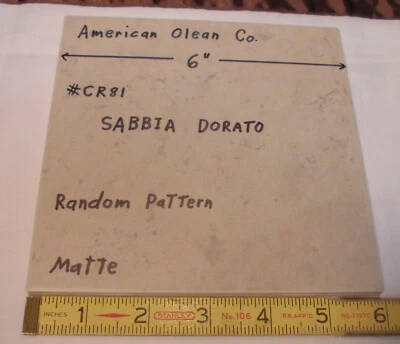 American Olean Co.
6"
#CR81
SABBIA DORATO
Random Pattern
Matte
INCHES 1 2 STANLEY 3 No. 106 4 5 6